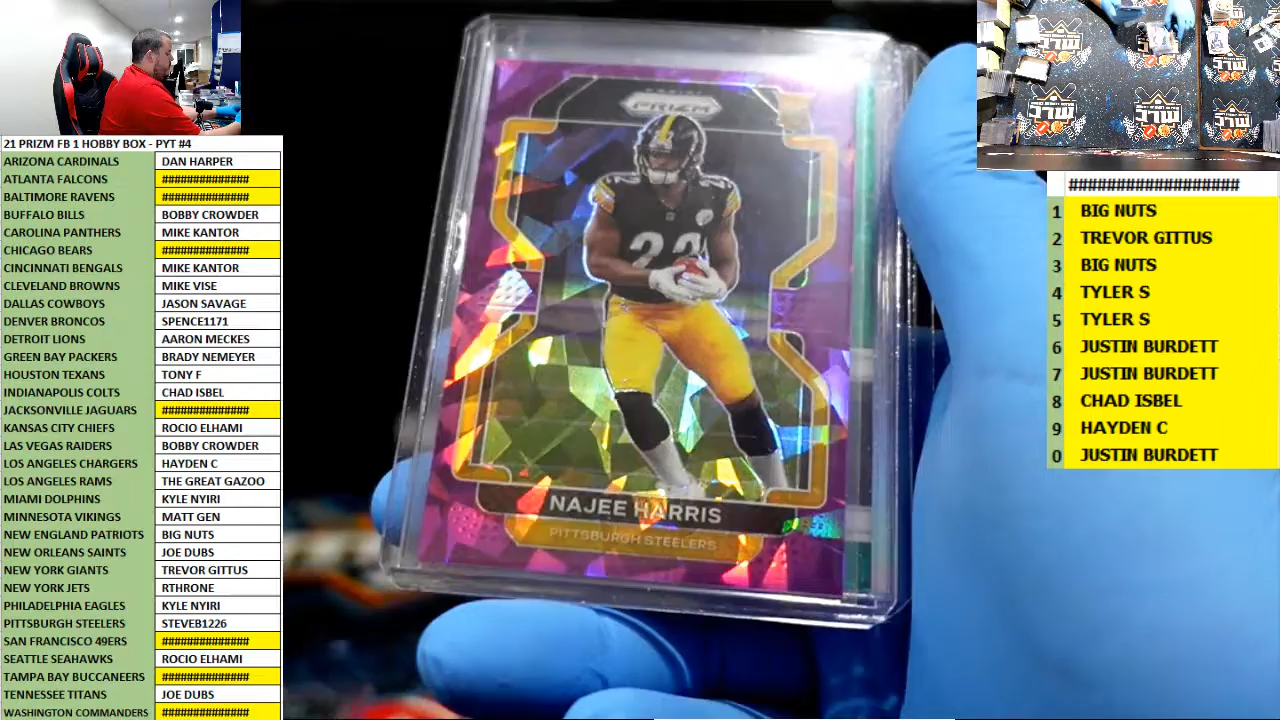 21 PRIZM FB 1 HOBBY BOX - PYT #4
ARIZONA CARDINALS DAN HARPER
ATLANTA FALCONS ##############
BALTIMORE RAVENS ##############
BUFFALO BILLS BOBBY CROWDER
CAROLINA PANTHERS MIKE KANTOR
CHICAGO BEARS ##############
CINCINNATI BENGALS MIKE KANTOR
CLEVELAND BROWNS MIKE VISE
DALLAS COWBOYS JASON SAVAGE
DENVER BRONCOS SPENCE1171
DETROIT LIONS AARON MECKES
GREEN BAY PACKERS BRADY NEMEYER
HOUSTON TEXANS TONY F
INDIANAPOLIS COLTS CHAD ISBEL
JACKSONVILLE JAGUARS ##############
KANSAS CITY CHIEFS ROCIO ELHAMI
LAS VEGAS RAIDERS BOBBY CROWDER
LOS ANGELES CHARGERS HAYDEN C
LOS ANGELES RAMS THE GREAT GAZOO
MIAMI DOLPHINS KYLE NYIRI
MINNESOTA VIKINGS MATT GEN
NEW ENGLAND PATRIOTS BIG NUTS
NEW ORLEANS SAINTS JOE DUBS
NEW YORK GIANTS TREVOR GITTUS
NEW YORK JETS RTHRONE
PHILADELPHIA EAGLES KYLE NYIRI
PITTSBURGH STEELERS STEVEB1226
SAN FRANCISCO 49ERS ##############
SEATTLE SEAHAWKS ROCIO ELHAMI
TAMPA BAY BUCCANEERS ##############
TENNESSEE TITANS JOE DUBS
WASHINGTON COMMANDERS ##############
PANINI
PRIZM
22
22
22
NAJEE HARRIS
PITTSBURGH STEELERS
##################
1 BIG NUTS
2 TREVOR GITTUS
3 BIG NUTS
4 TYLER S
5 TYLER S
6 JUSTIN BURDETT
7 JUSTIN BURDETT
8 CHAD ISBEL
9 HAYDEN C
0 JUSTIN BURDETT